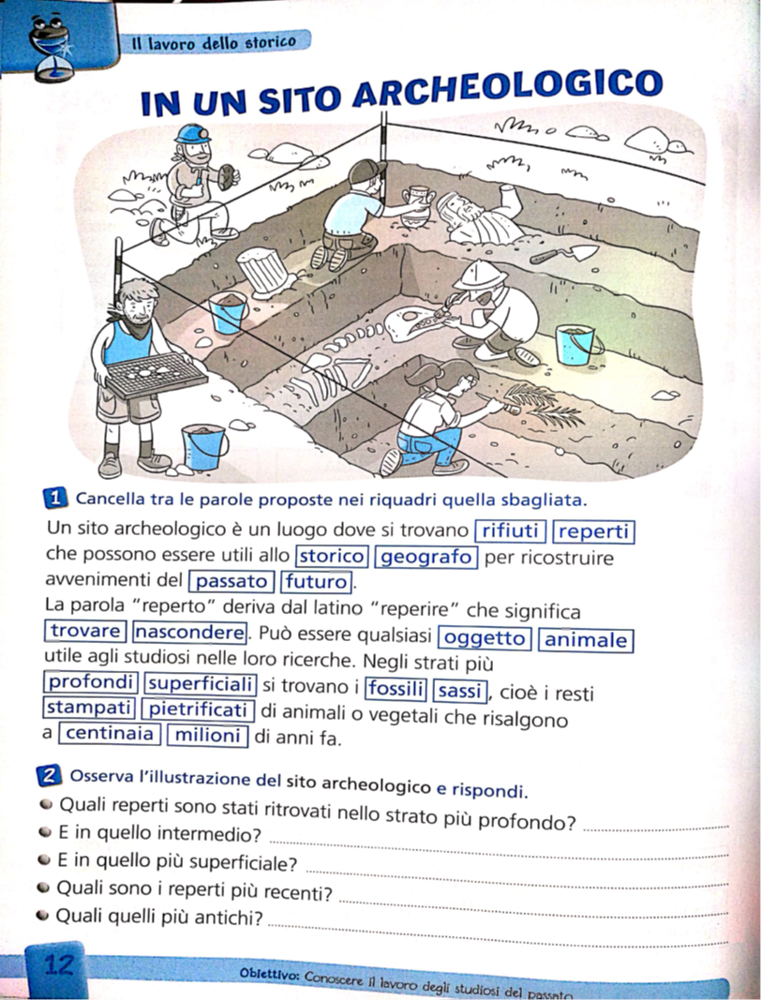 Il lavoro dello storico
IN UN SITO ARCHEOLOGICO
1 Cancella tra le parole proposte nei riquadri quella sbagliata.
Un sito archeologico è un luogo dove si trovano rifiuti reperti
che possono essere utili allo storico geografo per ricostruire
avvenimenti del passato futuro.
La parola “reperto” deriva dal latino “reperire” che significa
trovare nascondere. Può essere qualsiasi oggetto animale
utile agli studiosi nelle loro ricerche. Negli strati più
profondi superficiali si trovano i fossili sassi, cioè i resti
stampati pietrificati di animali o vegetali che risalgono
a centinaia milioni di anni fa.
2 Osserva l’illustrazione del sito archeologico e rispondi.
Quali reperti sono stati ritrovati nello strato più profondo?
E in quello intermedio?
E in quello più superficiale?
Quali sono i reperti più recenti?
Quali quelli più antichi?
12
Obiettivo: Conoscere il lavoro degli studiosi del passato